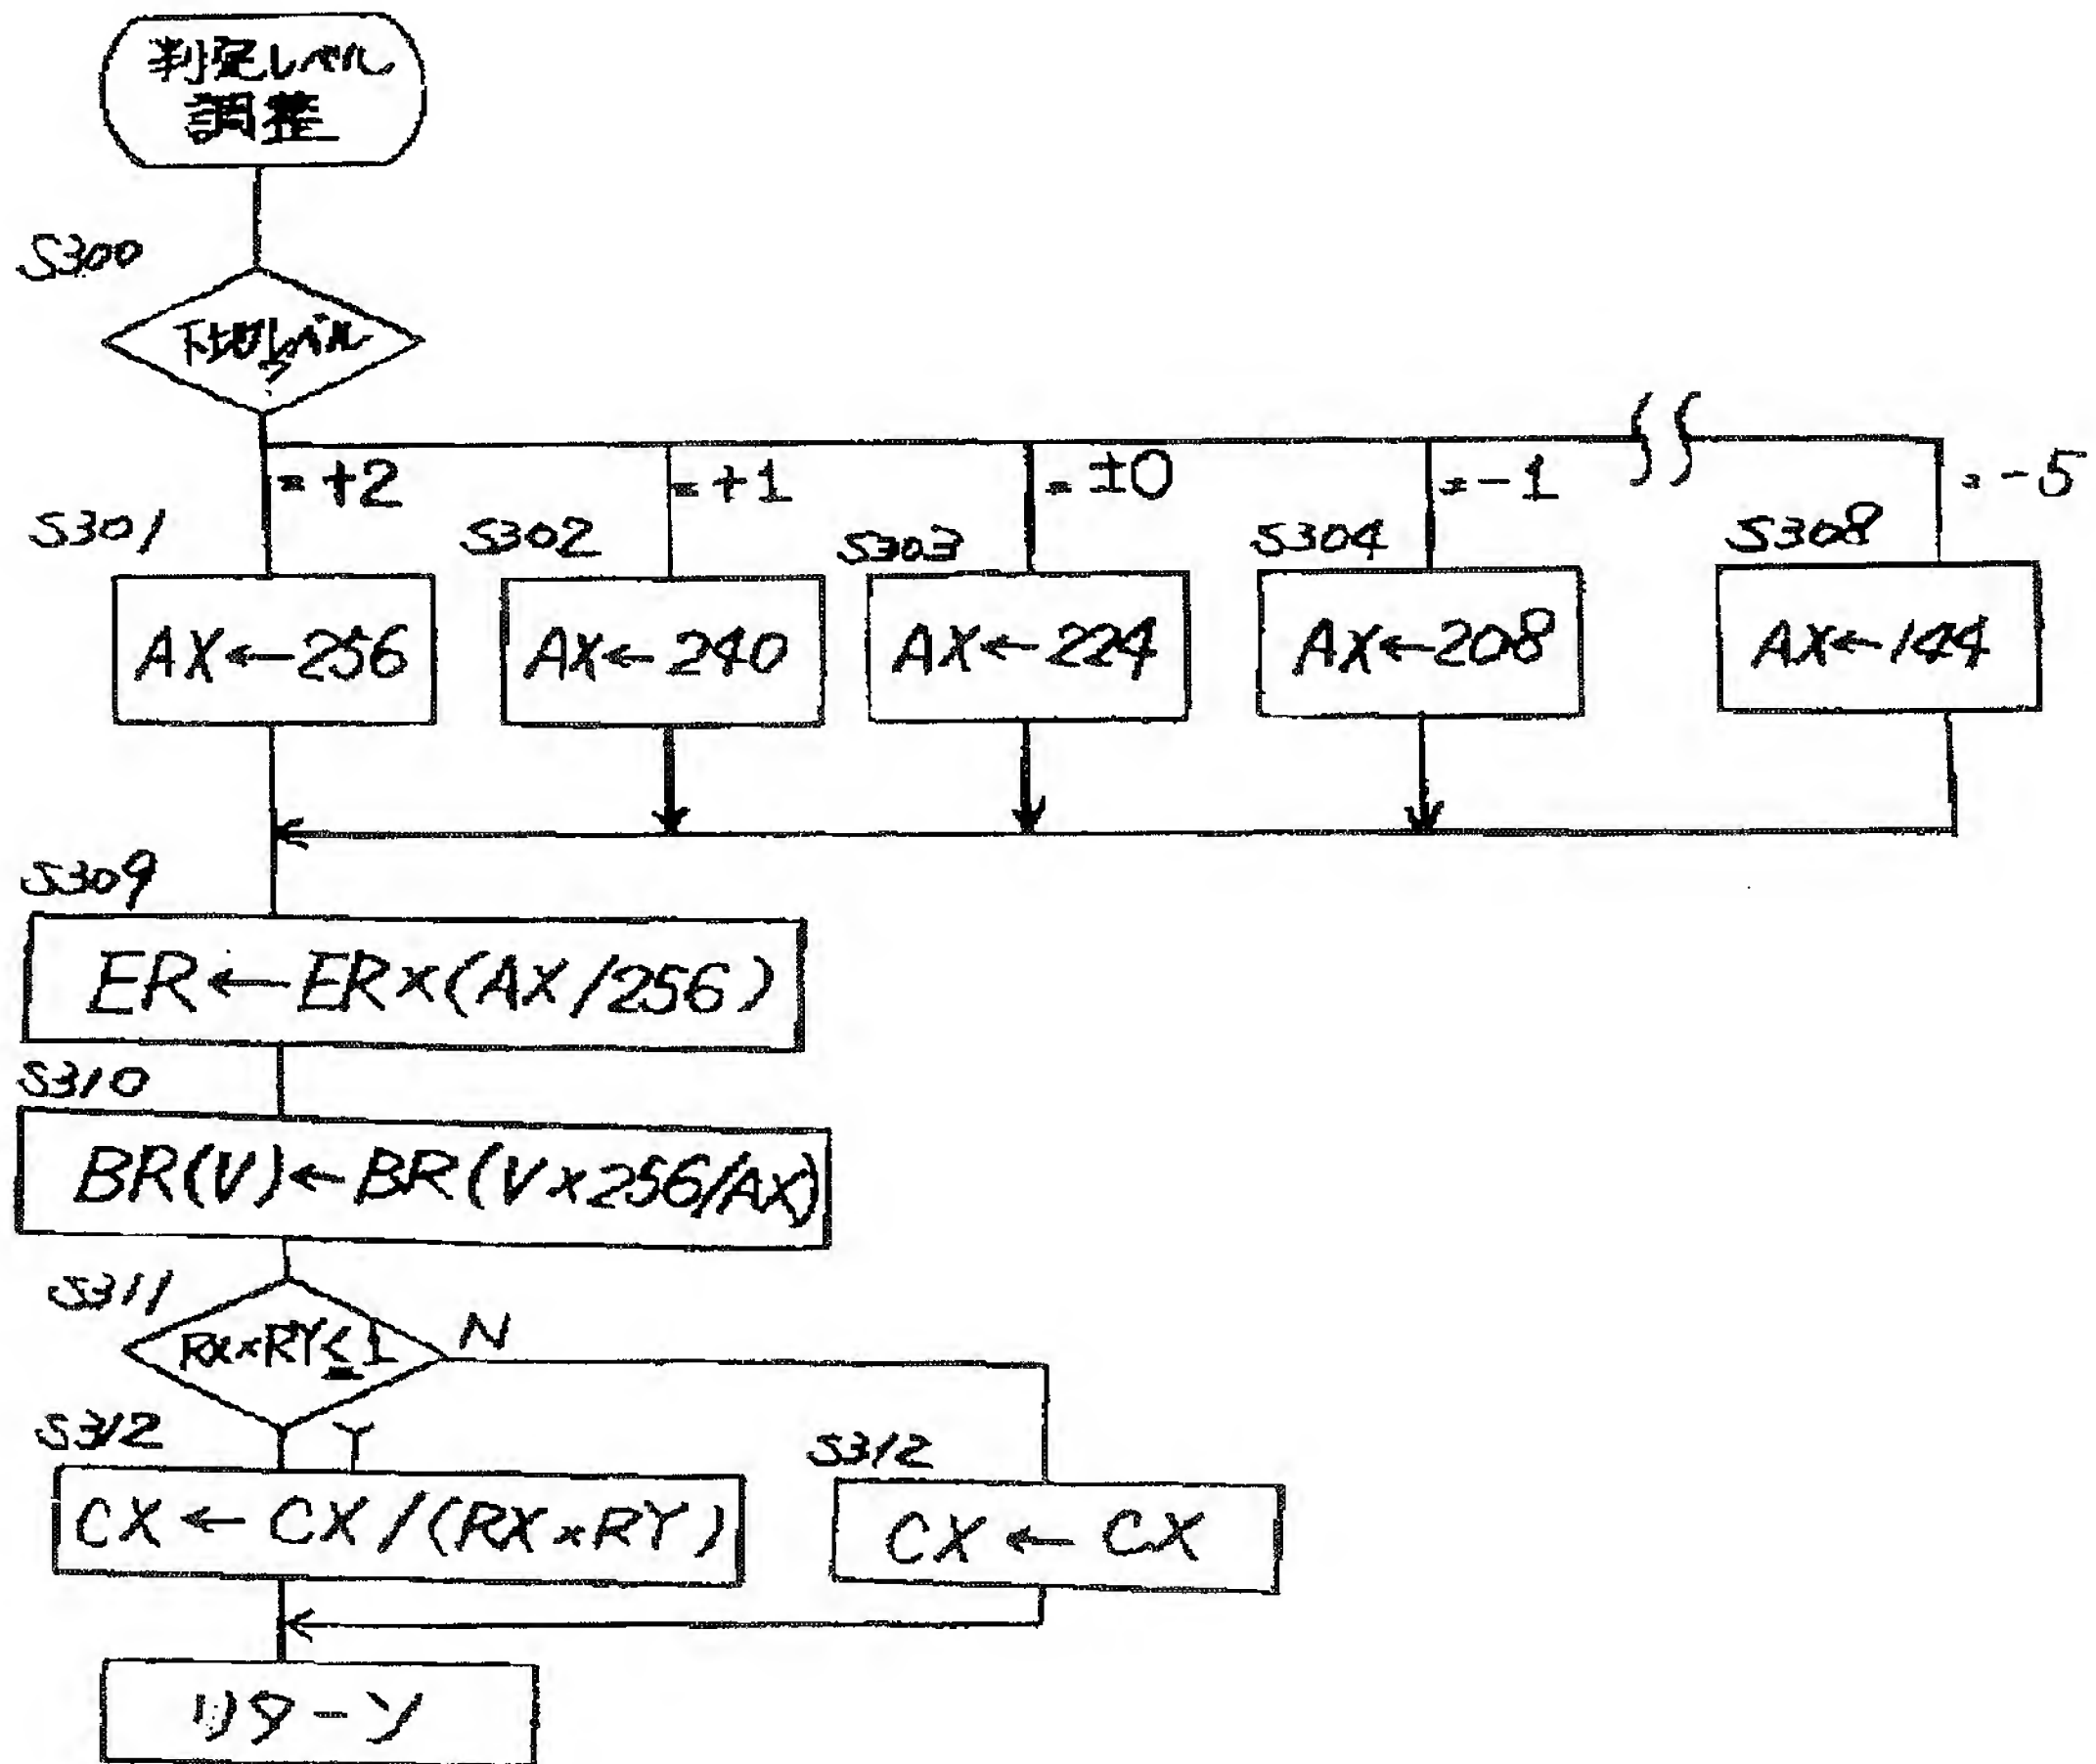 判定レベル
調整
S300
下地レベル
=+2
=+1
=±0
=-1
=-5
S301
S302
S303
S304
S308
AX←256
AX←240
AX←224
AX←208
AX←144
S309
ER←ER×(AX/256)
S310
BR(V)←BR(V×256/AX)
S311
RX×RY≦1
N
S312
Y
S312
CX←CX/(RX×RY)
CX←CX
リターン